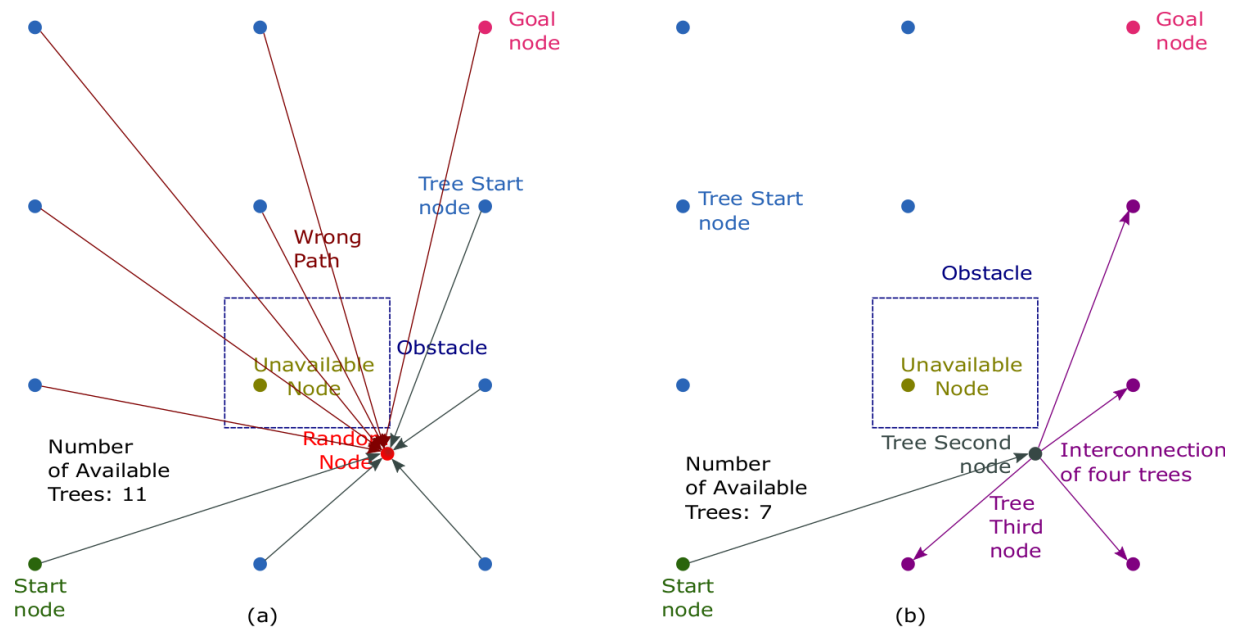 Goal
node
Tree Start
node
Wrong
Path
Obstacle
Unavailable
Node
Random
Node
Number
of Available
Trees: 11
Start
node
(a)
Goal
node
Tree Start
node
Obstacle
Unavailable
Node
Tree Second
node
Interconnection
of four trees
Number
of Available
Trees: 7
Tree
Third
node
Start
node
(b)